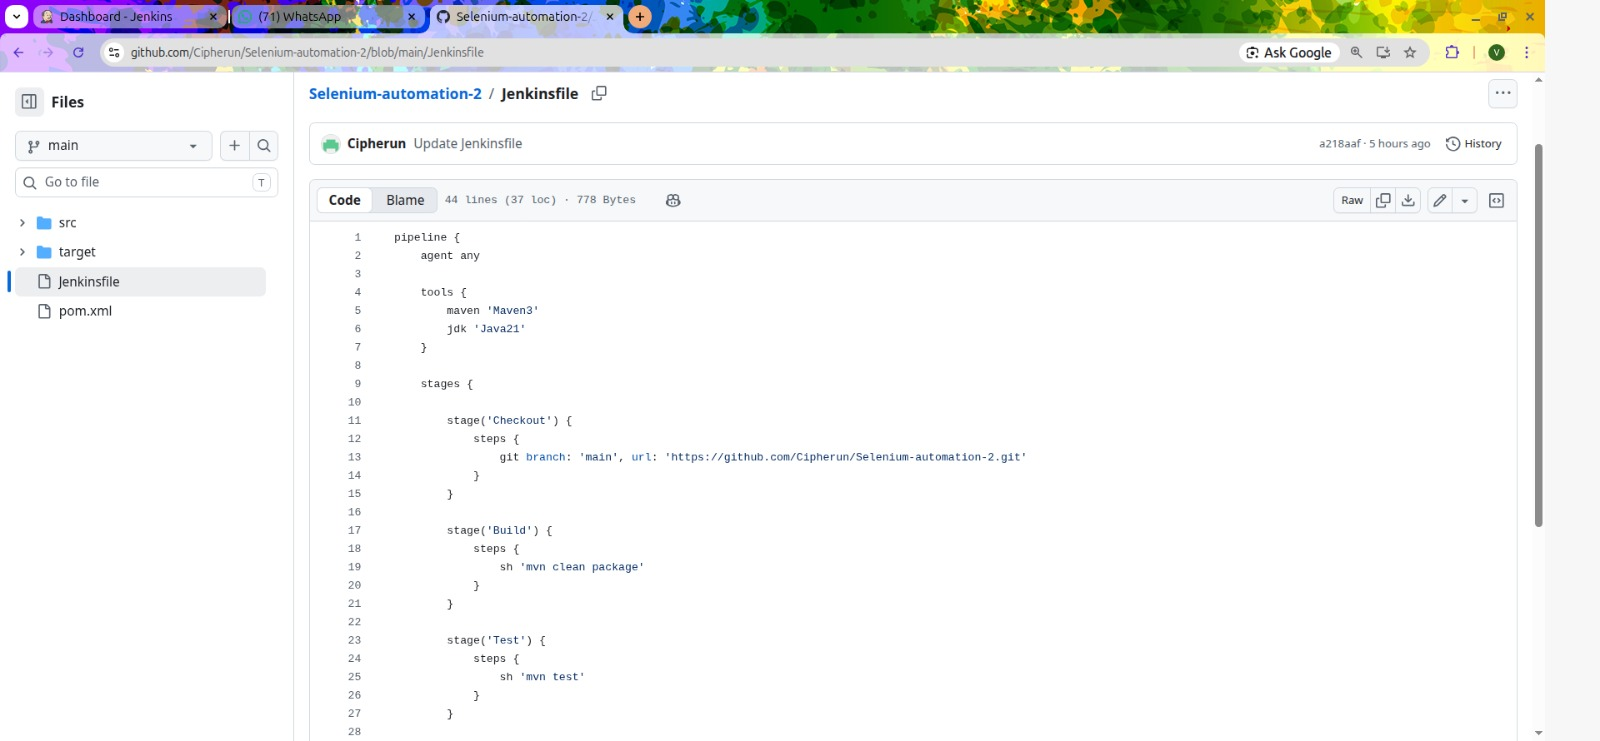 Dashboard - Jenkins
(71) WhatsApp
Selenium-automation-2/
github.com/Cipherun/Selenium-automation-2/blob/main/Jenkinsfile
Ask Google
V
Files
main
Go to file
T
src
target
Jenkinsfile
pom.xml
Selenium-automation-2 / Jenkinsfile
Cipherun Update Jenkinsfile
a218aaf · 5 hours ago
History
Code Blame 44 lines (37 loc) · 778 Bytes
Raw
1 pipeline {
2 agent any
3
4 tools {
5 maven 'Maven3'
6 jdk 'Java21'
7 }
8
9 stages {
10
11 stage('Checkout') {
12 steps {
13 git branch: 'main', url: 'https://github.com/Cipherun/Selenium-automation-2.git'
14 }
15 }
16
17 stage('Build') {
18 steps {
19 sh 'mvn clean package'
20 }
21 }
22
23 stage('Test') {
24 steps {
25 sh 'mvn test'
26 }
27 }
28